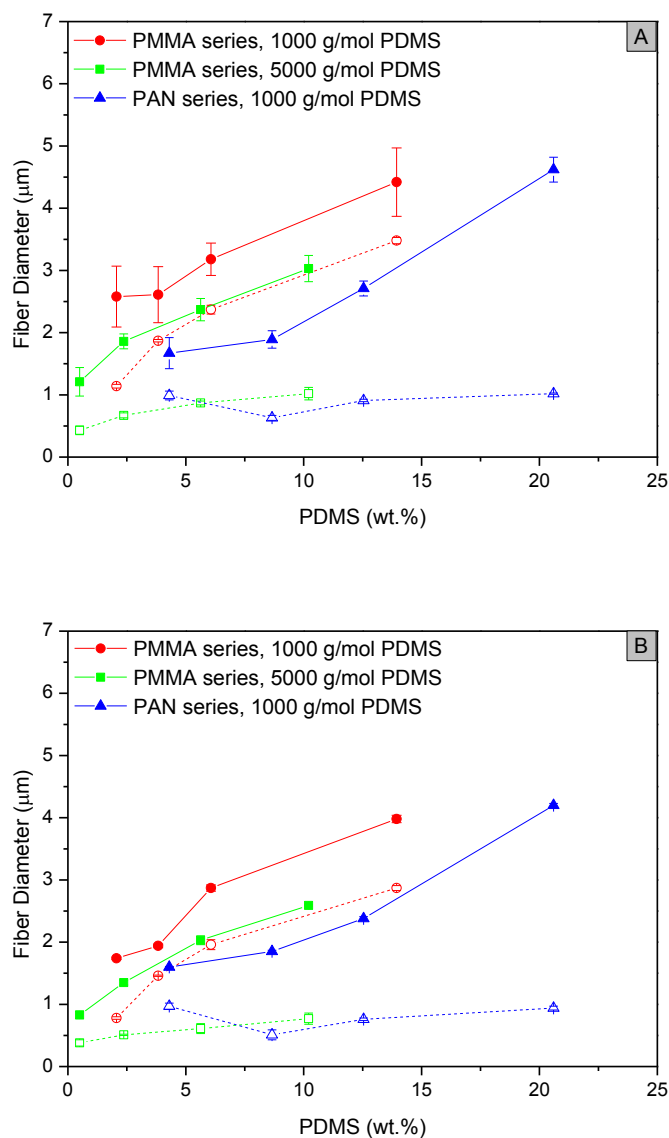 7
A
PMMA series, 1000 g/mol PDMS
6
PMMA series, 5000 g/mol PDMS
PAN series, 1000 g/mol PDMS
5
4
3
2
1
0
Fiber Diameter (μm)
0 5 10 15 20 25
PDMS (wt.%)
7
B
PMMA series, 1000 g/mol PDMS
6
PMMA series, 5000 g/mol PDMS
PAN series, 1000 g/mol PDMS
5
4
3
2
1
0
Fiber Diameter (μm)
0 5 10 15 20 25
PDMS (wt.%)